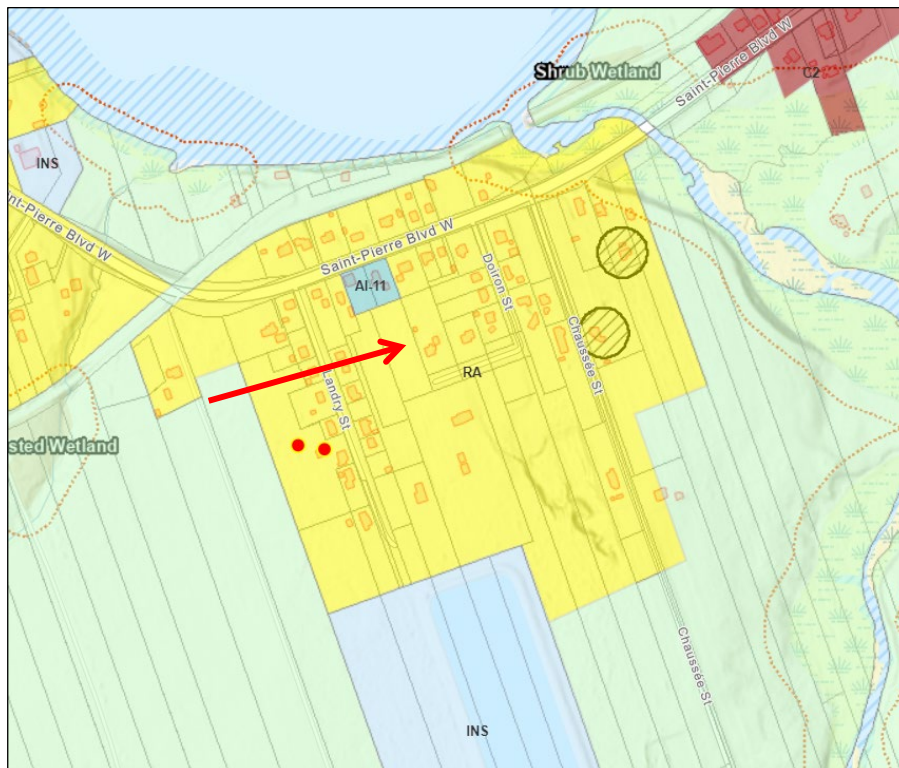 Shrub Wetland
C2
Saint-Pierre Blvd W
INS
nt-Pierre Blvd W
Saint-Pierre Blvd W
AI-11
Doiron St
Chaussée St
RA
Landry St.
sted Wetland
Chaussée St
INS